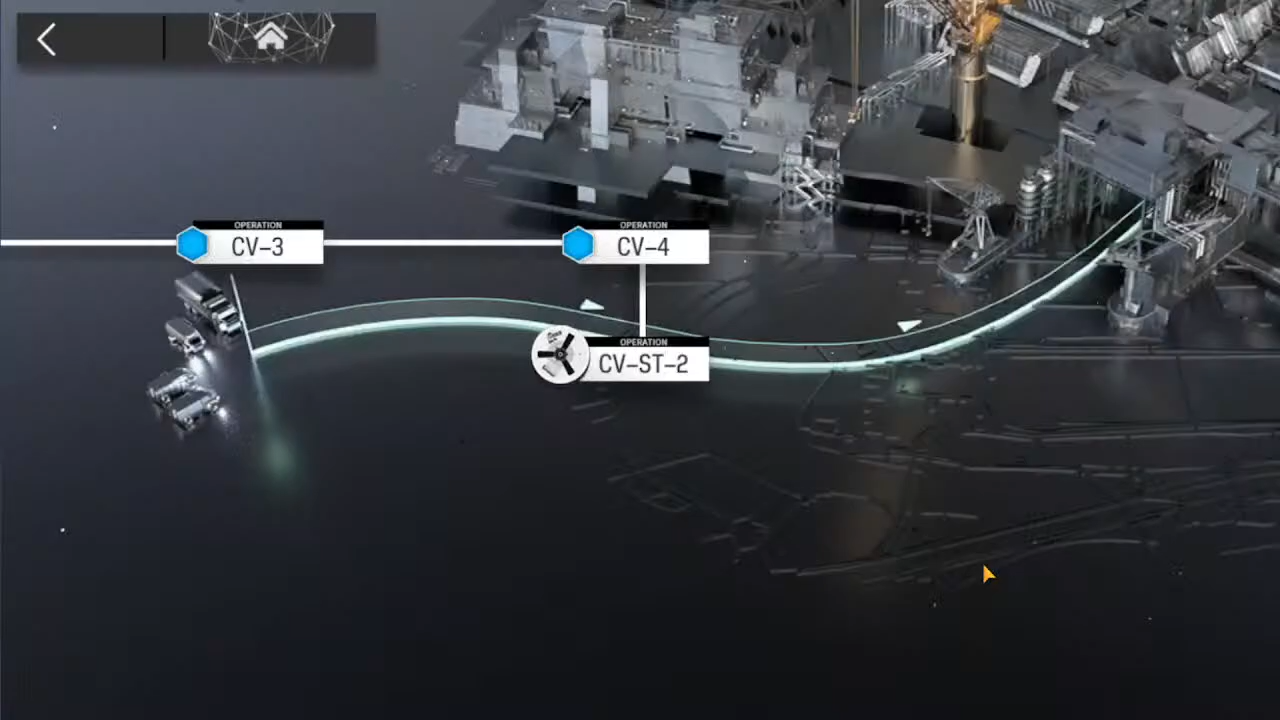 OPERATION
CV-3
OPERATION
CV-4
OPERATION
CV-ST-2